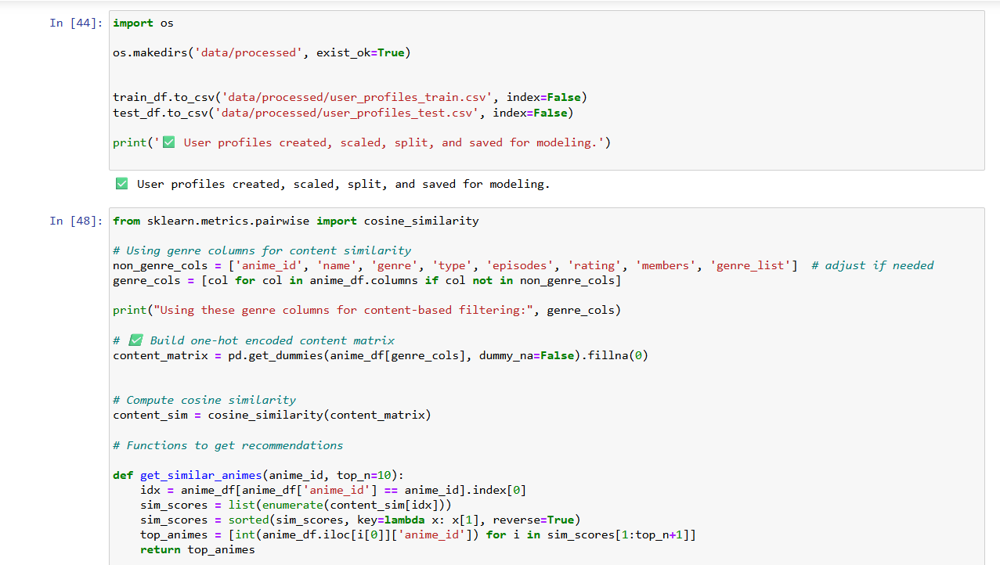 In [44]: import os
os.makedirs('data/processed', exist_ok=True)
train_df.to_csv('data/processed/user_profiles_train.csv', index=False)
test_df.to_csv('data/processed/user_profiles_test.csv', index=False)
print('✅ User profiles created, scaled, split, and saved for modeling.')
✅ User profiles created, scaled, split, and saved for modeling.
In [48]: from sklearn.metrics.pairwise import cosine_similarity
# Using genre columns for content similarity
non_genre_cols = ['anime_id', 'name', 'genre', 'type', 'episodes', 'rating', 'members', 'genre_list']  # adjust if needed
genre_cols = [col for col in anime_df.columns if col not in non_genre_cols]
print("Using these genre columns for content-based filtering:", genre_cols)
# ✅ Build one-hot encoded content matrix
content_matrix = pd.get_dummies(anime_df[genre_cols], dummy_na=False).fillna(0)
# Compute cosine similarity
content_sim = cosine_similarity(content_matrix)
# Functions to get recommendations
def get_similar_animes(anime_id, top_n=10):
    idx = anime_df[anime_df['anime_id'] == anime_id].index[0]
    sim_scores = list(enumerate(content_sim[idx]))
    sim_scores = sorted(sim_scores, key=lambda x: x[1], reverse=True)
    top_animes = [int(anime_df.iloc[i[0]]['anime_id']) for i in sim_scores[1:top_n+1]]
    return top_animes